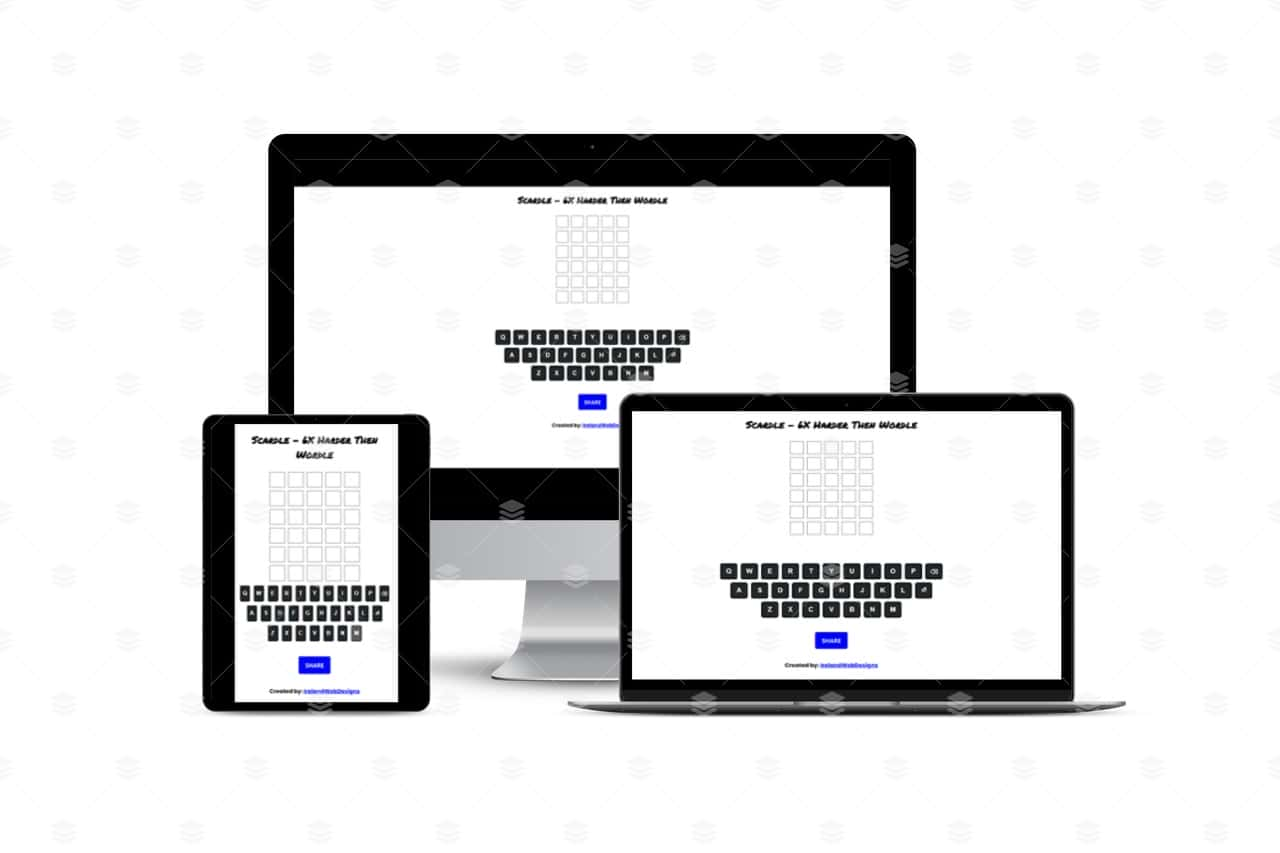 Scardle - 6X Harder Then Wordle
Q W E R T Y U I O P ⌫
A S D F G H J K L ⏎
Z X C V B N M
SHARE
Created by:
Scardle - 6X Harder Then
Wordle
Q W E R T Y U I O P ⌫
A S D F G H J K L ⏎
Z X C V B N M
SHARE
Created by: IrelandWebDesigns
Scardle - 6X Harder Then Wordle
Q W E R T Y U I O P ⌫
A S D F G H J K L ⏎
Z X C V B N M
SHARE
Created by: IrelandWebDesigns